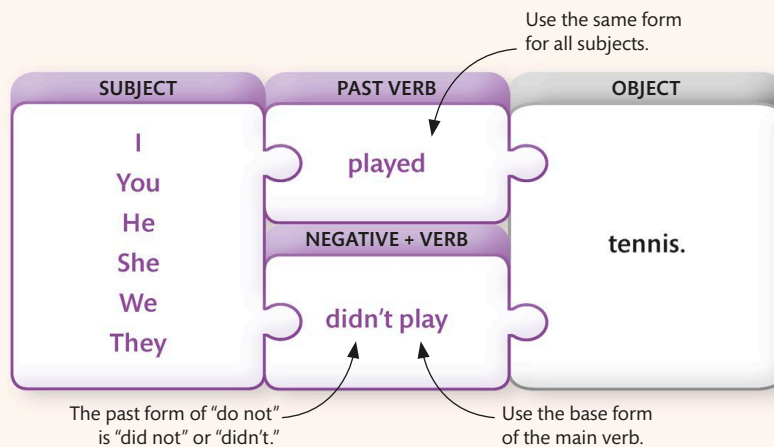 Use the same form
for all subjects.
SUBJECT
PAST VERB
OBJECT
I
You
He
She
We
They
played
NEGATIVE + VERB
didn’t play
tennis.
The past form of “do not”
is “did not” or “didn’t.”
Use the base form
of the main verb.